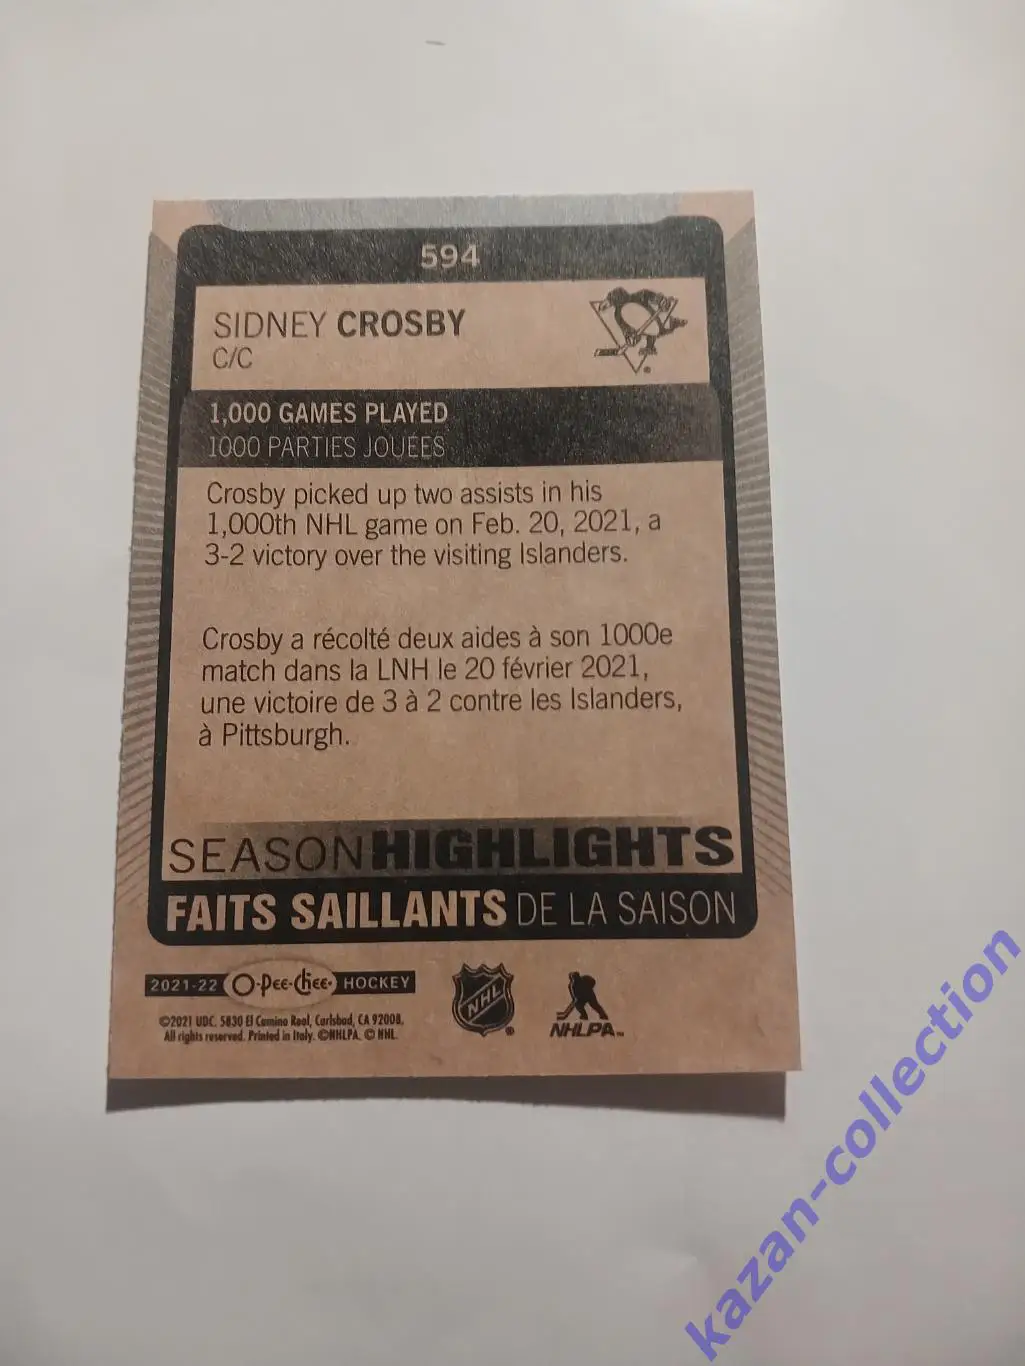 594
SIDNEY CROSBY
C/C
1,000 GAMES PLAYED
1000 PARTIES JOUÉES
Crosby picked up two assists in his
1,000th NHL game on Feb. 20, 2021, a
3-2 victory over the visiting Islanders.
Crosby a récolté deux aides à son 1000e
match dans la LNH le 20 février 2021,
une victoire de 3 à 2 contre les Islanders,
à Pittsburgh.
SEASON HIGHLIGHTS
FAITS SAILLANTS DE LA SAISON
2021-22 O-Pee-Chee HOCKEY
©2021 UDC. 5830 El Camino Real, Carlsbad, CA 92008.
All rights reserved. Printed in Italy. ©NHLPA. © NHL.
NHL
NHLPA™
kazan-collection